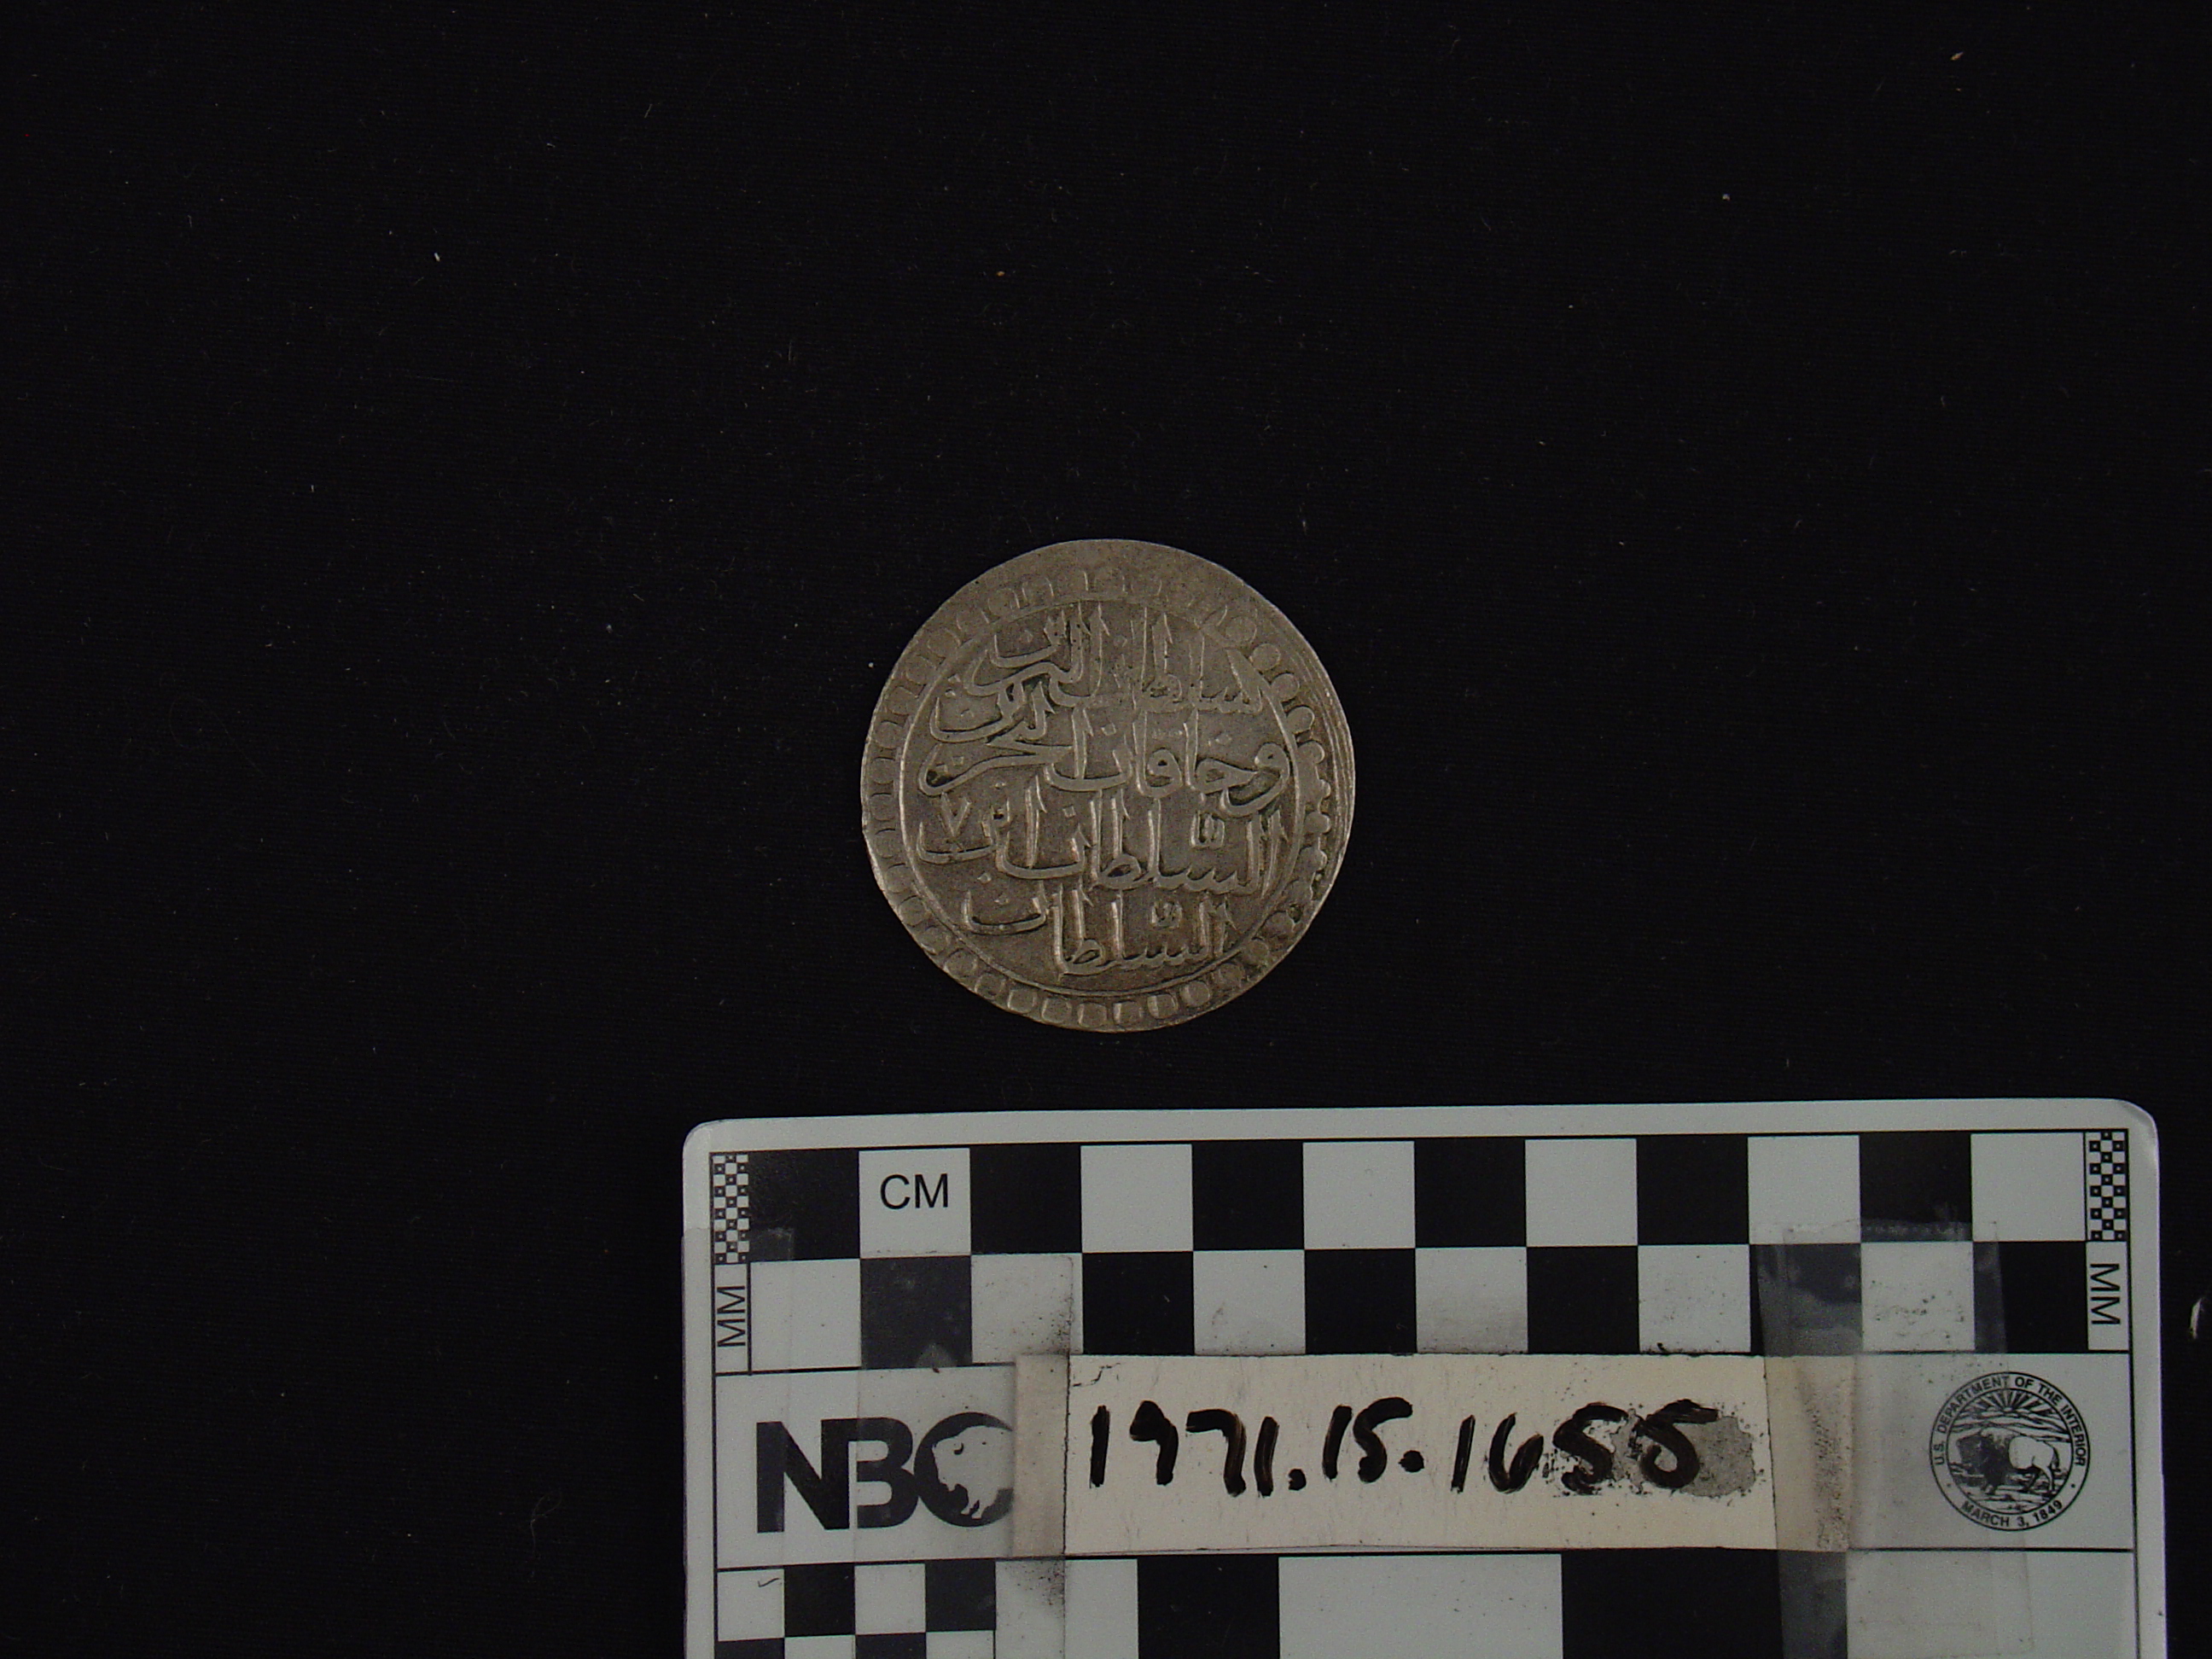 سلطان البرين
وخاقان البحرين
السلطان ابن ٧
السلطان
CM
MM
MM
NBC
1971.15.1655
U.S. DEPARTMENT OF THE INTERIOR
MARCH 3, 1849